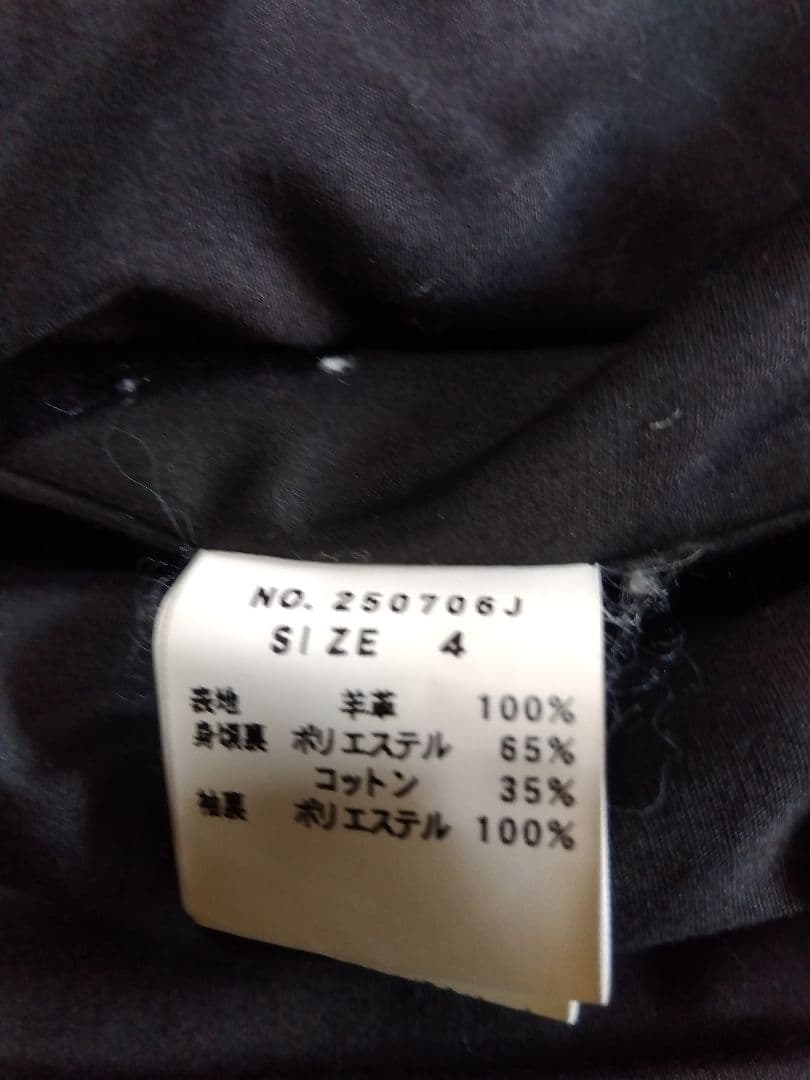 NO. 250706J
SIZE 4
表地 羊革 100%
身頃裏 ポリエステル 65%
コットン 35%
袖裏 ポリエステル 100%